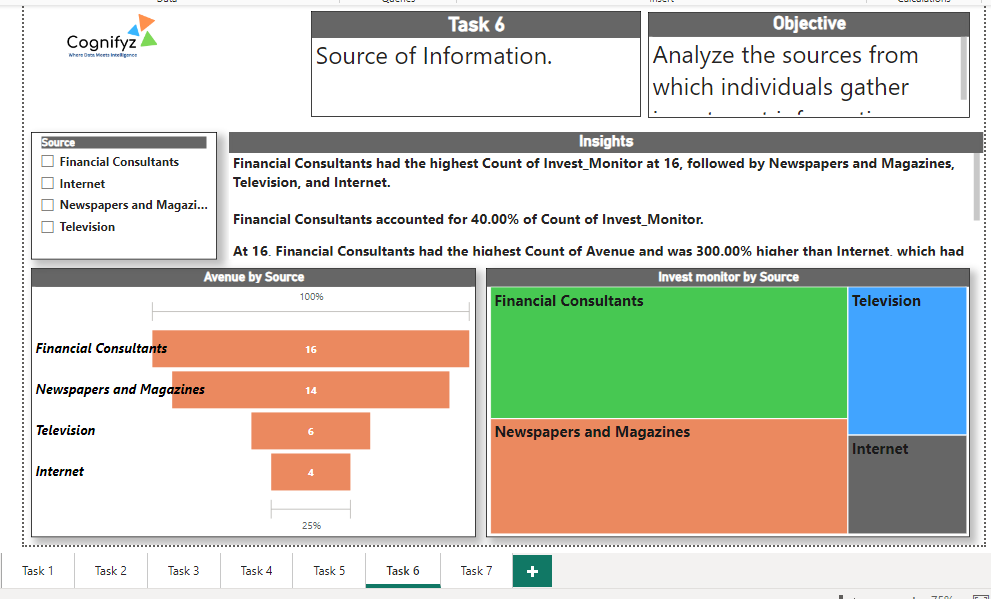 Data
Queries
Insert
Calculations
Cognifyz
Where Data Meets Intelligence
Task 6
Source of Information.
Objective
Analyze the sources from
which individuals gather
Source
Financial Consultants
Internet
Newspapers and Magazi...
Television
Insights
Financial Consultants had the highest Count of Invest_Monitor at 16, followed by Newspapers and Magazines,
Television, and Internet.
Financial Consultants accounted for 40.00% of Count of Invest_Monitor.
At 16, Financial Consultants had the highest Count of Avenue and was 300.00% higher than Internet, which had
Avenue by Source
100%
Financial Consultants
16
Newspapers and Magazines
14
Television
6
Internet
4
25%
Invest monitor by Source
Financial Consultants
Television
Newspapers and Magazines
Internet
Task 1
Task 2
Task 3
Task 4
Task 5
Task 6
Task 7
+
75%